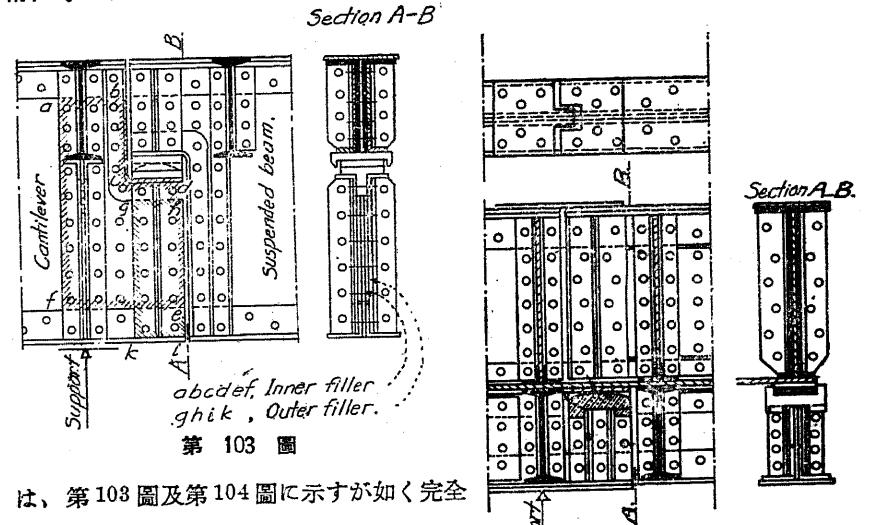 Section A-B
B
a
b
c
d
g
h
Cantilever
Suspended beam.
f
e
k
i
A
Support
abcdef, Inner filler
ghik, Outer filler.
第 103 圖
は、第103圖及第104圖に示すが如く完全
B
Section A_B.
A